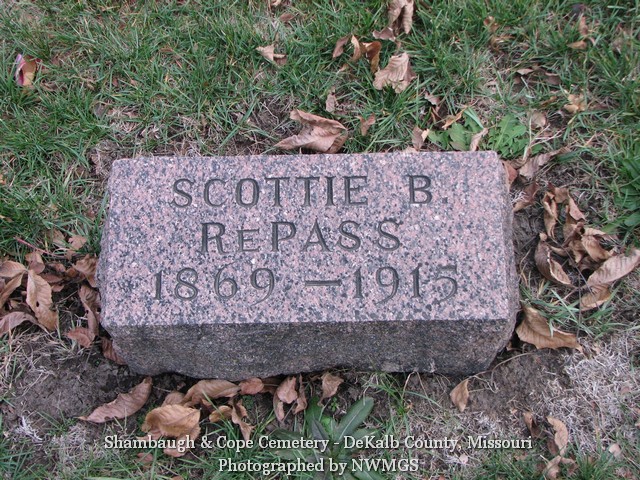 SCOTTIE B.
RePASS
1869 — 1915
Shambaugh & Cope Cemetery - DeKalb County, Missouri
Photographed by NWMGS